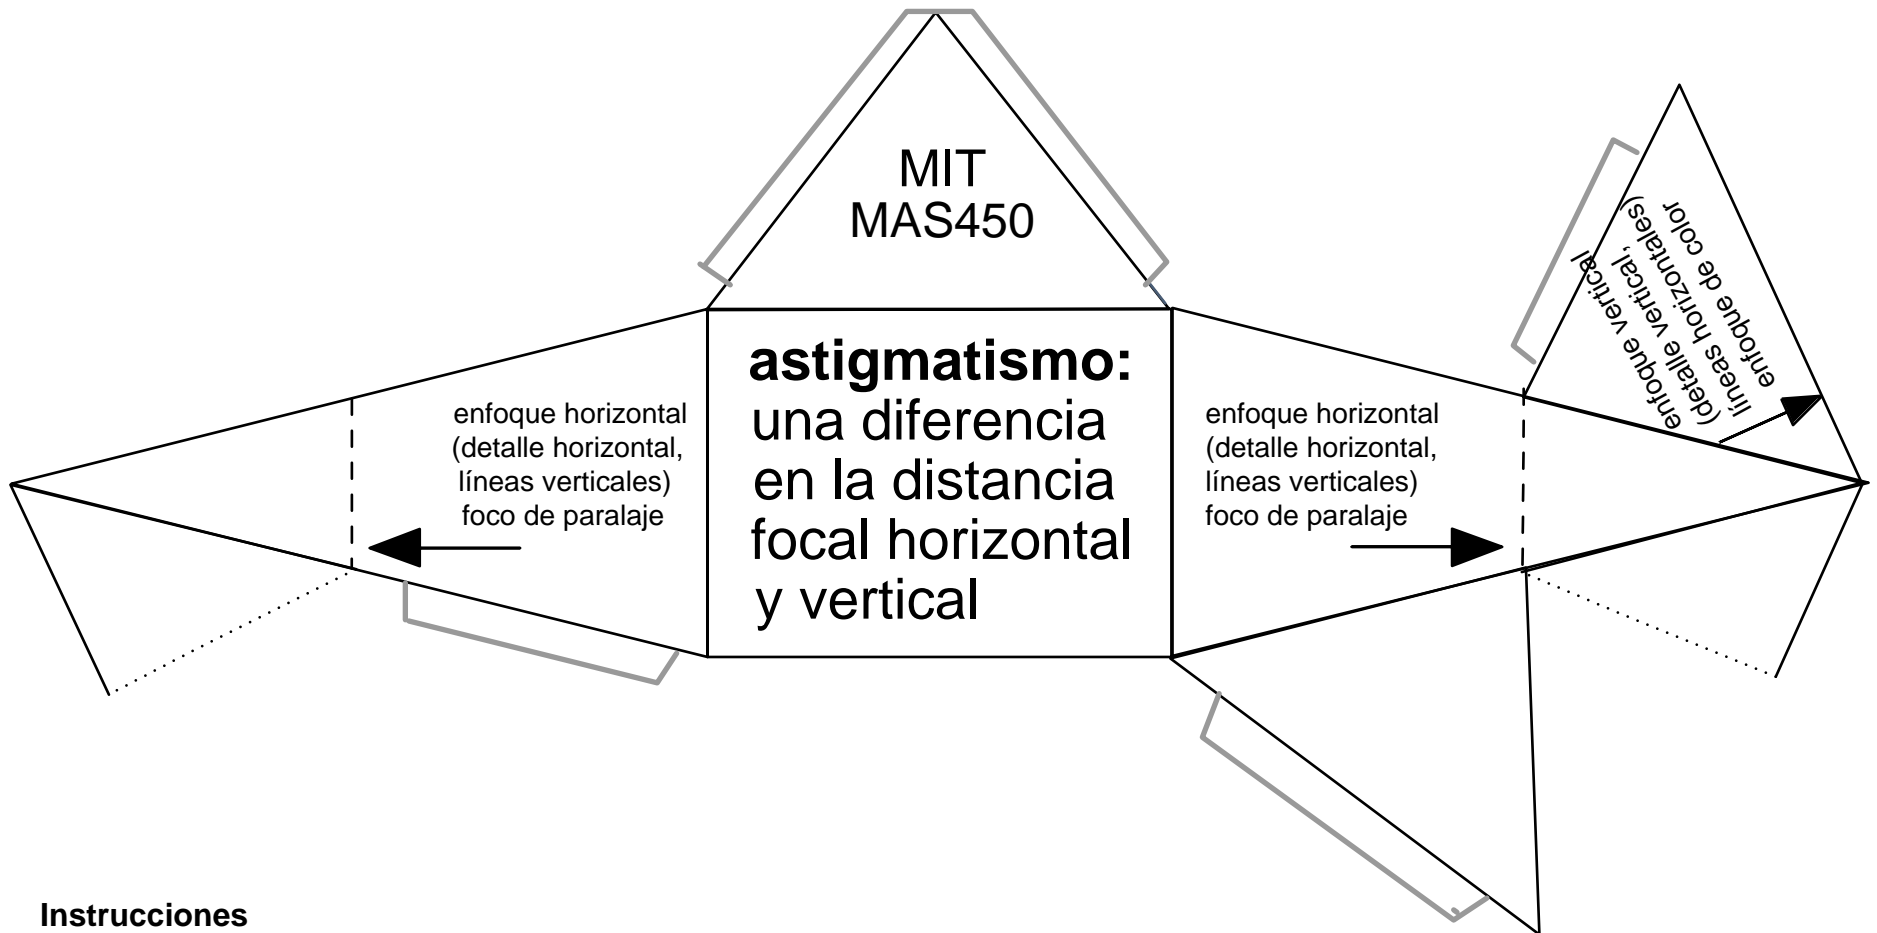 MIT
MAS450
astigmatismo:
una diferencia
en la distancia
focal horizontal
y vertical
enfoque horizontal
(detalle horizontal,
líneas verticales)
foco de paralaje
enfoque horizontal
(detalle horizontal,
líneas verticales)
foco de paralaje
enfoque vertical
(detalle vertical,
líneas horizontales)
enfoque de color
Instrucciones